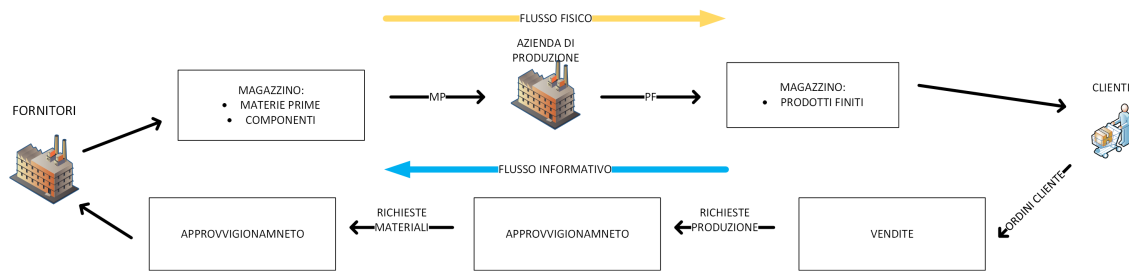 FLUSSO FISICO
AZIENDA DI
PRODUZIONE
FORNITORI
MAGAZZINO:
• MATERIE PRIME
• COMPONENTI
MP
PF
MAGAZZINO:
• PRODOTTI FINITI
CLIENTI
FLUSSO INFORMATIVO
APPROVVIGIONAMNETO
RICHIESTE
MATERIALI
APPROVVIGIONAMNETO
RICHIESTE
PRODUZIONE
VENDITE
ORDINI CLIENTE